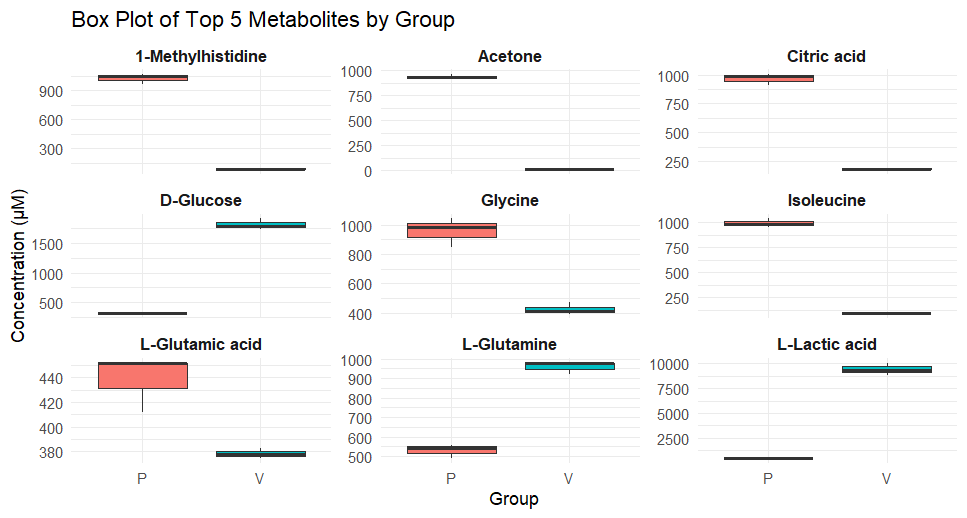 Box Plot of Top 5 Metabolites by Group
Concentration (µM)
1-Methylhistidine
900
600
300
Acetone
1000
750
500
250
0
Citric acid
1000
750
500
250
D-Glucose
1500
1000
500
Glycine
1000
800
600
400
Isoleucine
1000
750
500
250
L-Glutamic acid
440
420
400
380
P V
L-Glutamine
1000
900
800
700
600
500
P V
L-Lactic acid
10000
7500
5000
2500
P V
Group